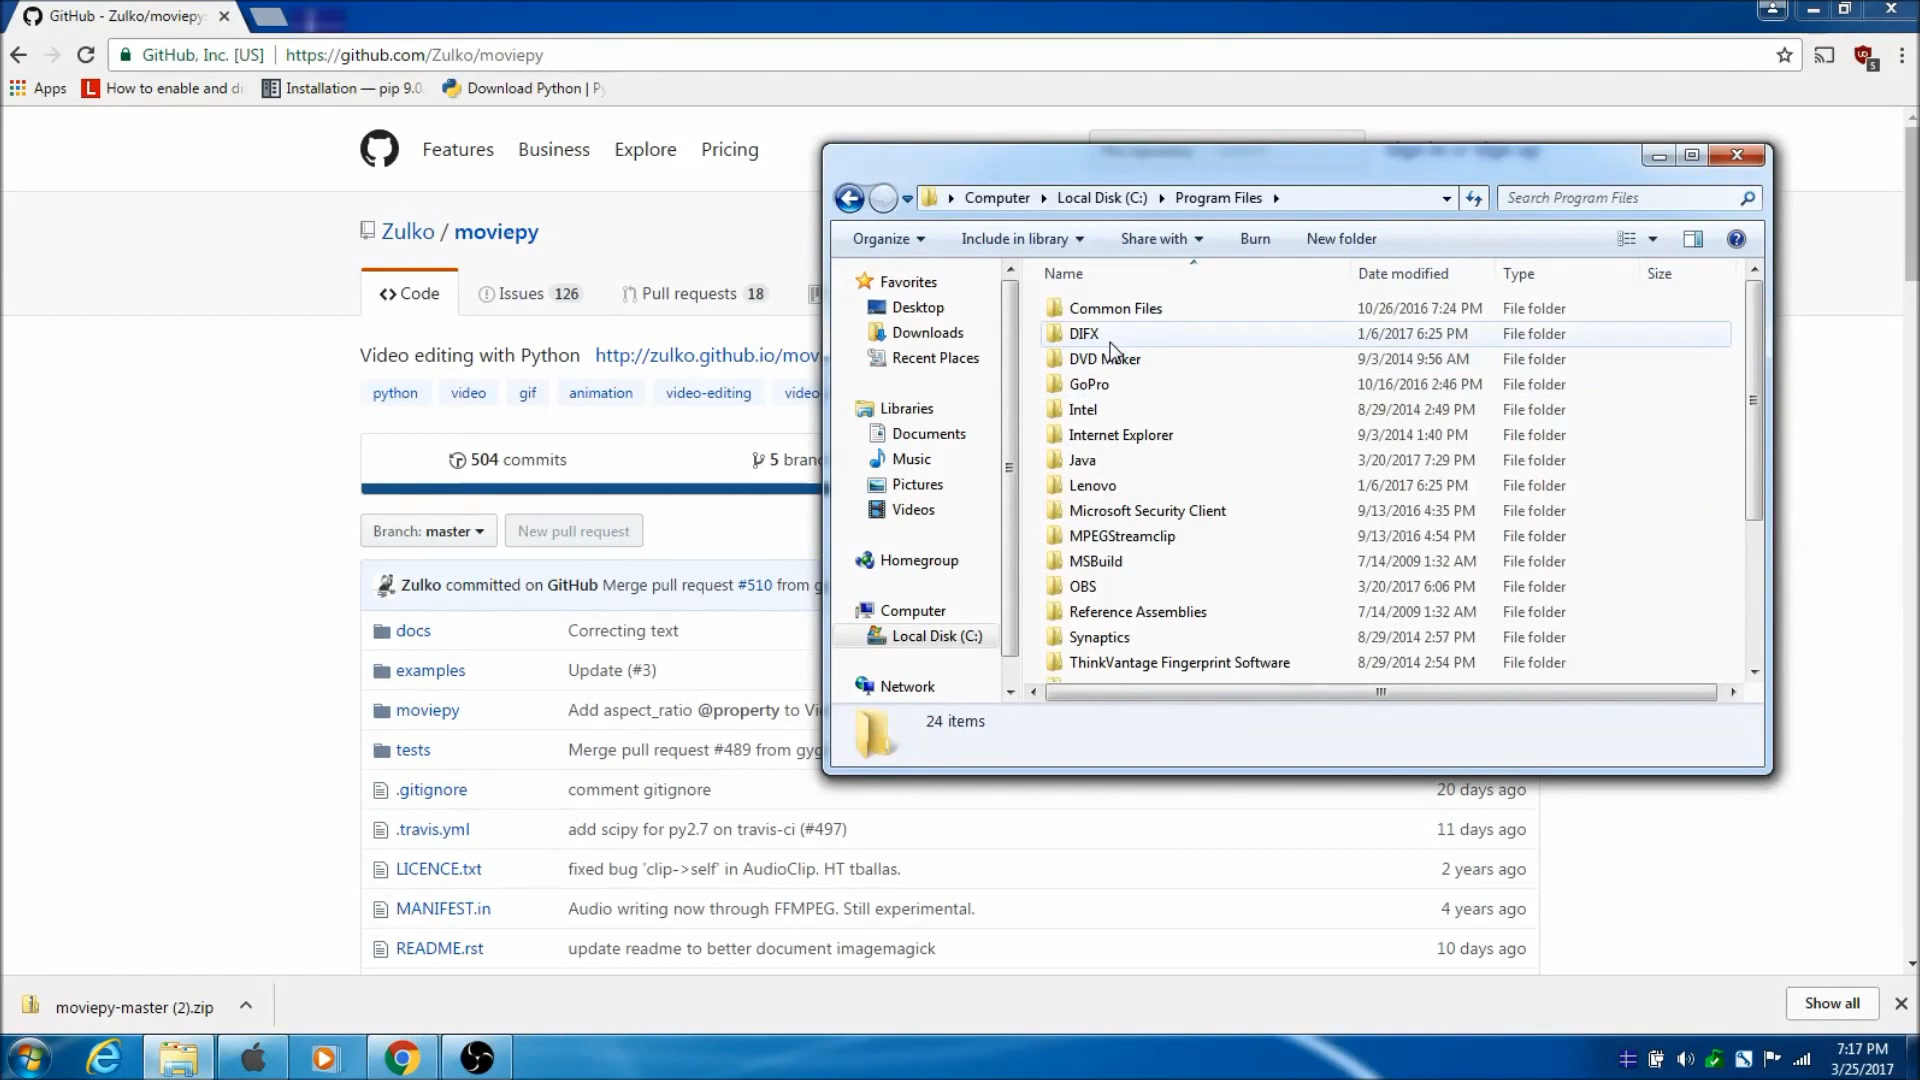 GitHub - Zulko/moviepy:
GitHub, Inc. [US] https://github.com/Zulko/moviepy
5
Apps How to enable and di Installation — pip 9.0. Download Python | P
Features Business Explore Pricing
Zulko / moviepy
Code Issues 126 Pull requests 18
Video editing with Python http://zulko.github.io/mov
python video gif animation video-editing video
504 commits 5 branc
Branch: master New pull request
Zulko committed on GitHub Merge pull request #510 from g
docs Correcting text
examples Update (#3)
moviepy Add aspect_ratio @property to Vi
tests Merge pull request #489 from gyg
.gitignore comment gitignore 20 days ago
.travis.yml add scipy for py2.7 on travis-ci (#497) 11 days ago
LICENCE.txt fixed bug 'clip->self' in AudioClip. HT tballas. 2 years ago
MANIFEST.in Audio writing now through FFMPEG. Still experimental. 4 years ago
README.rst update readme to better document imagemagick 10 days ago
Computer Local Disk (C:) Program Files Search Program Files
Organize Include in library Share with Burn New folder
Favorites
Desktop
Downloads
Recent Places
Libraries
Documents
Music
Pictures
Videos
Homegroup
Computer
Local Disk (C:)
Network
Name Date modified Type Size
Common Files 10/26/2016 7:24 PM File folder
DIFX 1/6/2017 6:25 PM File folder
DVD Maker 9/3/2014 9:56 AM File folder
GoPro 10/16/2016 2:46 PM File folder
Intel 8/29/2014 2:49 PM File folder
Internet Explorer 9/3/2014 1:40 PM File folder
Java 3/20/2017 7:29 PM File folder
Lenovo 1/6/2017 6:25 PM File folder
Microsoft Security Client 9/13/2016 4:35 PM File folder
MPEGStreamclip 9/13/2016 4:54 PM File folder
MSBuild 7/14/2009 1:32 AM File folder
OBS 3/20/2017 6:06 PM File folder
Reference Assemblies 7/14/2009 1:32 AM File folder
Synaptics 8/29/2014 2:57 PM File folder
ThinkVantage Fingerprint Software 8/29/2014 2:54 PM File folder
24 items
moviepy-master (2).zip Show all
7:17 PM
3/25/2017